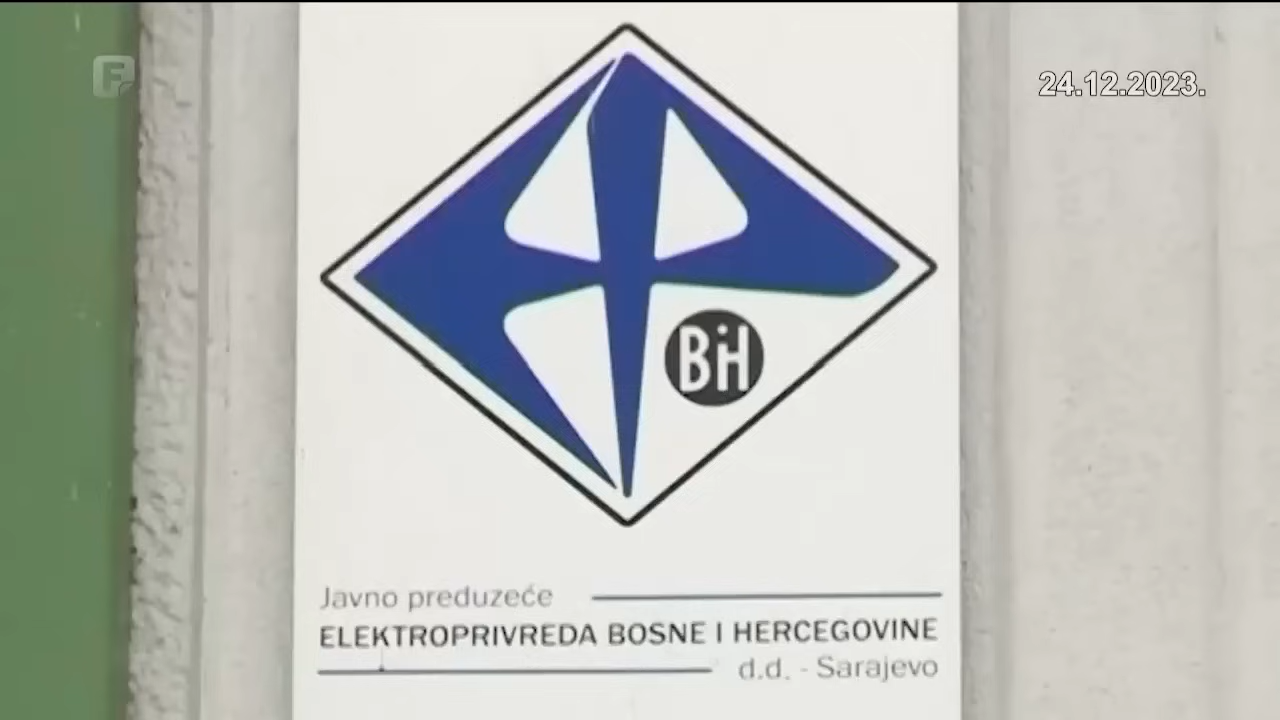 F
24.12.2023.
BiH
Javno preduzeće
ELEKTROPRIVREDA BOSNE I HERCEGOVINE
d.d. - Sarajevo